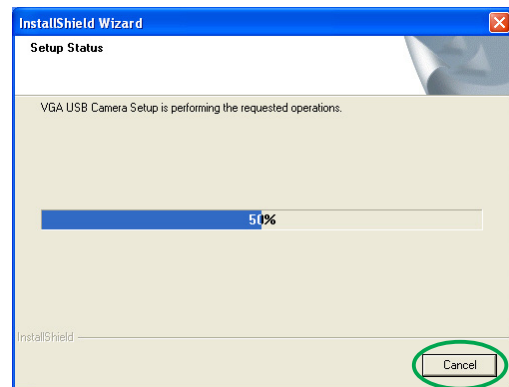 InstallShield Wizard
Setup Status
VGA USB Camera Setup is performing the requested operations.
50%
InstallShield
Cancel